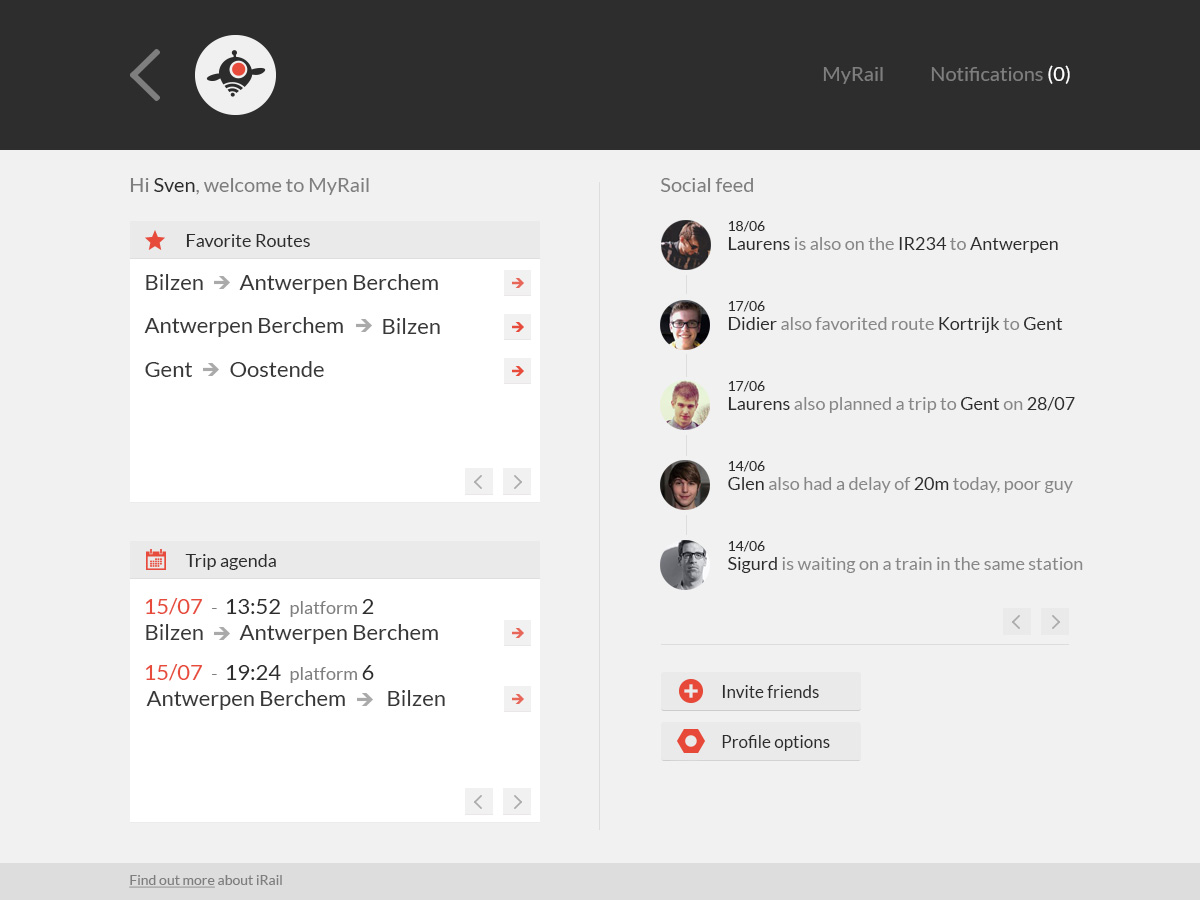 MyRail
Notifications (0)
Hi Sven, welcome to MyRail
Favorite Routes
Bilzen → Antwerpen Berchem
Antwerpen Berchem → Bilzen
Gent → Oostende
Trip agenda
15/07 - 13:52 platform 2
Bilzen → Antwerpen Berchem
15/07 - 19:24 platform 6
Antwerpen Berchem → Bilzen
Social feed
18/06
Laurens is also on the IR234 to Antwerpen
17/06
Didier also favorited route Kortrijk to Gent
17/06
Laurens also planned a trip to Gent on 28/07
14/06
Glen also had a delay of 20m today, poor guy
14/06
Sigurd is waiting on a train in the same station
Invite friends
Profile options
Find out more about iRail